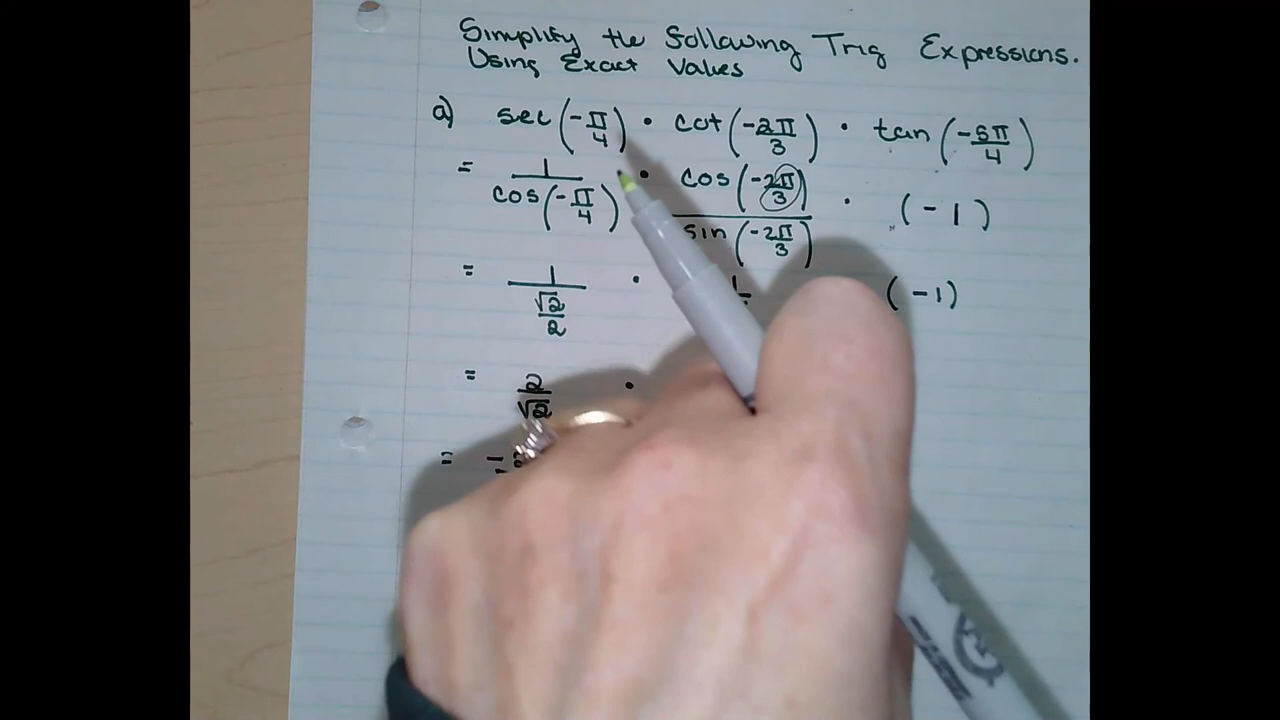 Simplify the following Trig Expressions.
Using Exact Values
a) sec(-π/4) · cot(-2π/3) · tan(-5π/4)
= 1/cos(-π/4) · cos(-2π/3)/sin(-2π/3) · (-1)
= 1/(√2/2) · (-1)
= 2/√2 ·
=